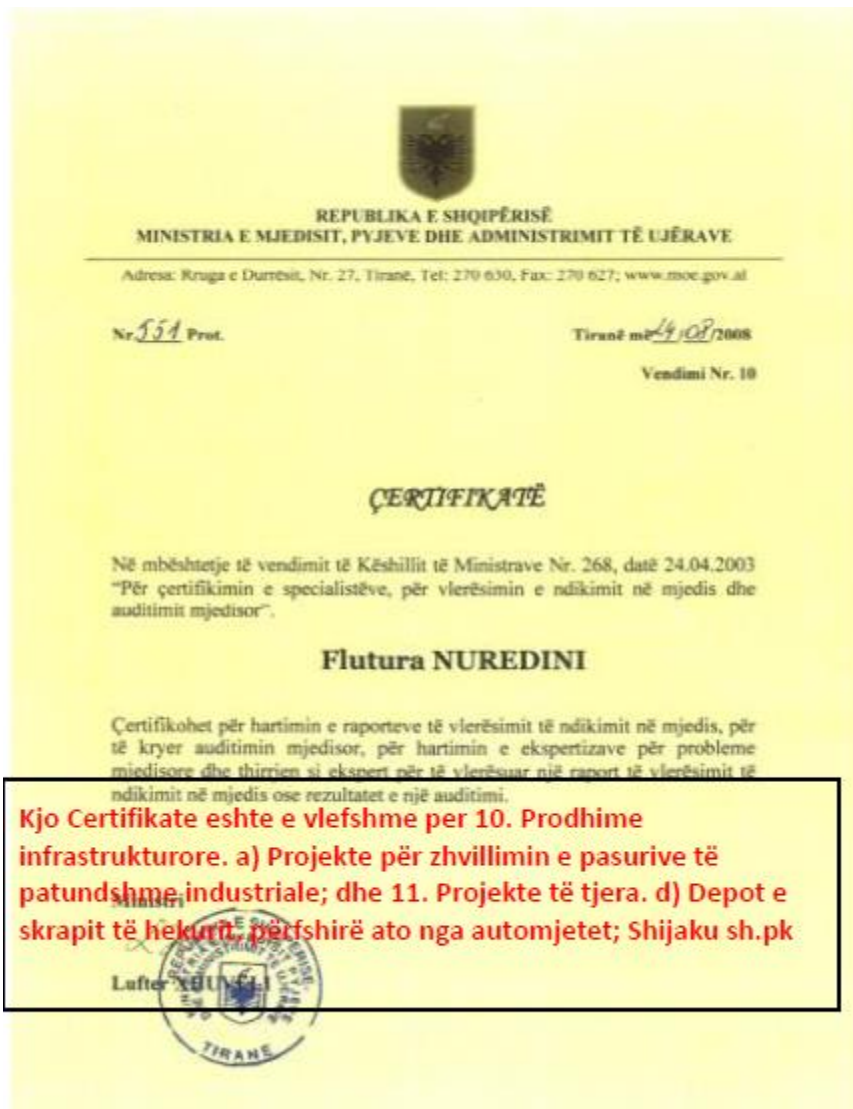 REPUBLIKA E SHQIPËRISË
MINISTRIA E MJEDISIT, PYJEVE DHE ADMINISTRIMIT TË UJËRAVE
Adresa: Rruga e Durrësit, Nr. 27, Tiranë, Tel: 270 630, Fax: 270 627; www.moe.gov.al
Nr 551 Prot.
Tiranë më 24/08/2008
Vendimi Nr. 10
ÇERTIFIKATË
Në mbështetje të vendimit të Këshillit të Ministrave Nr. 268, datë 24.04.2003
“Për çertifikimin e specialistëve, për vlerësimin e ndikimit në mjedis dhe
auditimit mjedisor”.
Flutura NUREDINI
Çertifikohet për hartimin e raporteve të vlerësimit të ndikimit në mjedis, për
të kryer auditimin mjedisor, për hartimin e ekspertizave për probleme
mjedisore dhe thirrjen si ekspert për të vlerësuar një raport të vlerësimit të
ndikimit në mjedis ose rezultatet e një auditimi.
Kjo Certifikate eshte e vlefshme per 10. Prodhime
infrastrukturore. a) Projekte për zhvillimin e pasurive të
patundshme industriale; dhe 11. Projekte të tjera. d) Depot e
skrapit të hekurit, përfshirë ato nga automjetet; Shijaku sh.pk
Ministri
Lufter XHUVELI
TIRANE